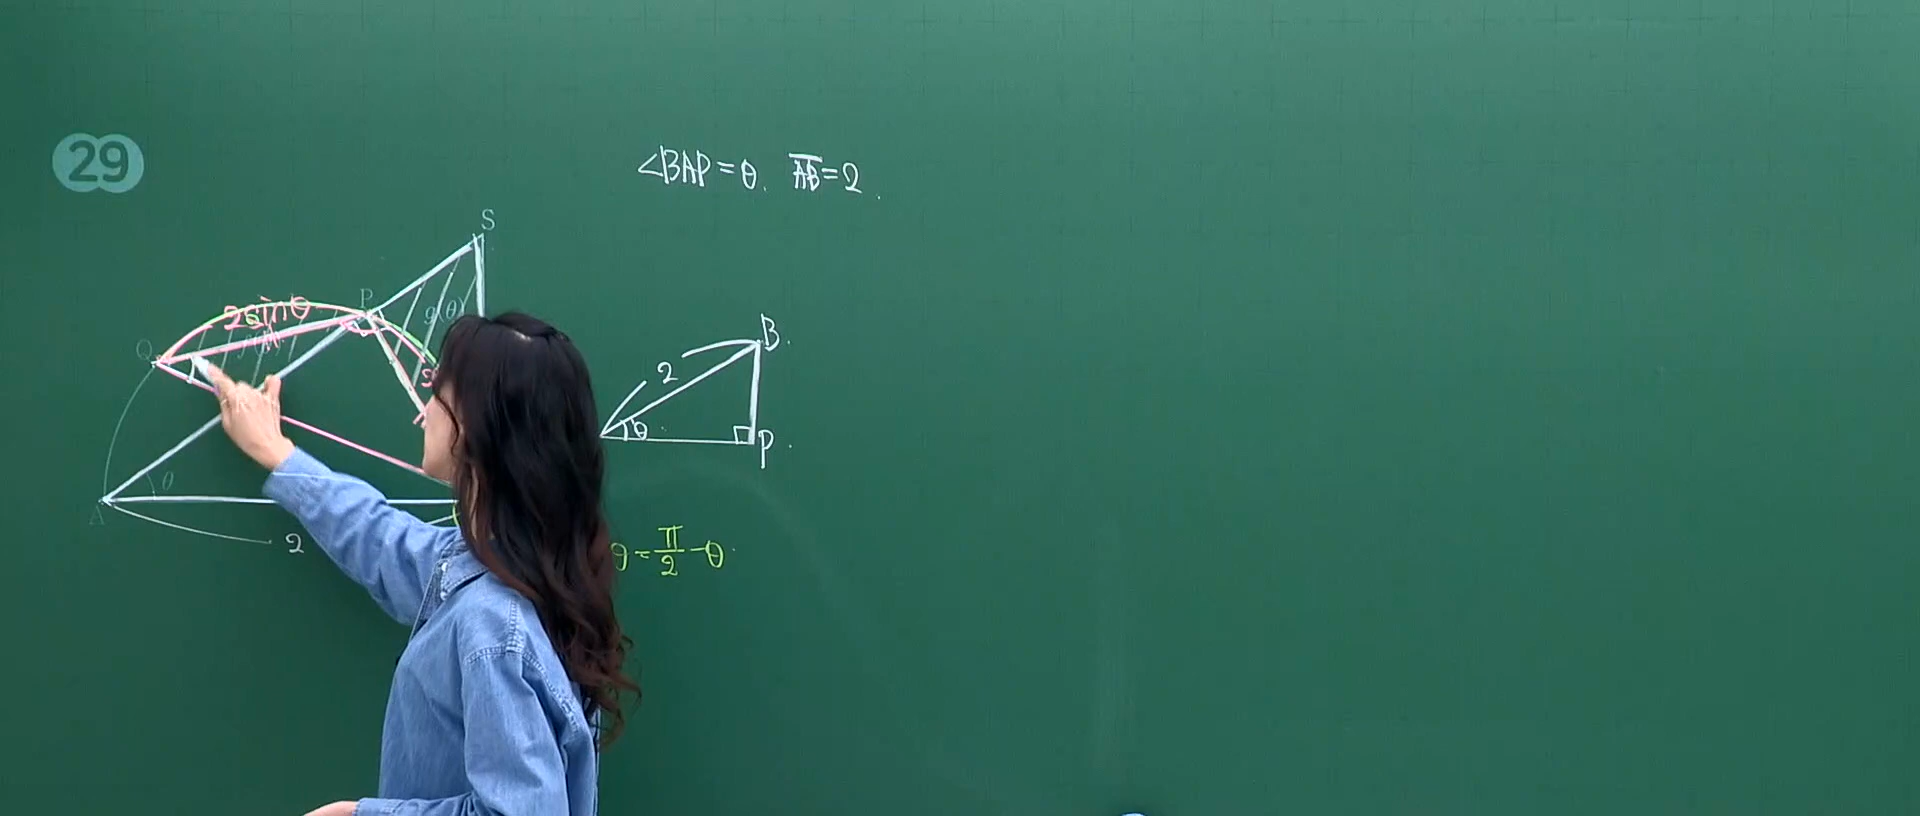 29
∠BAP=θ. AB=2.
S
P
2sinθ
g(θ)
Q
B.
2
θ
P.
θ
A
2
θ=π/2-θ.